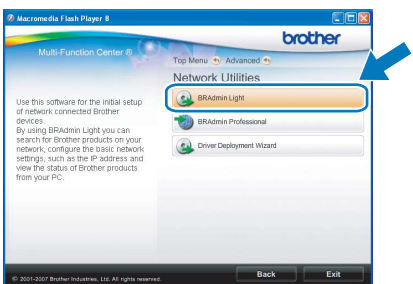 Macromedia Flash Player 8
brother
Multi-Function Center ®
Top Menu Advanced
Network Utilities
BRAdmin Light
BRAdmin Professional
Driver Deployment Wizard
Use this software for the initial setup
of network connected Brother
devices.
By using BRAdmin Light you can
search for Brother products on your
network, configure the basic network
settings, such as the IP address and
view the status of Brother products
from your PC.
© 2001-2007 Brother Industries, Ltd. All rights reserved.
Back
Exit